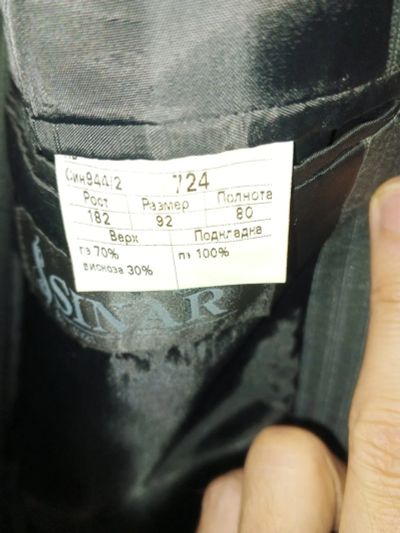 Син944/2 724
Рост Размер Полнота
182 92 80
Верх Подкладка
пэ 70% пэ 100%
вискоза 30%
SINAR